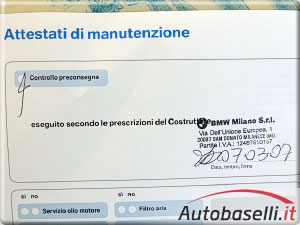 Attestati di manutenzione
Controllo preconsegna
eseguito secondo le prescrizioni del Costruttore
BMW Milano S.r.l.
Via Dell'Unione Europea, 1
20097 SAN DONATO MILANESE (MI)
Partita I.V.A.: 12487650157
070307
Data, timbro, firma
sì no
sì no
Servizio olio motore
Filtro aria
Autobaselli.it